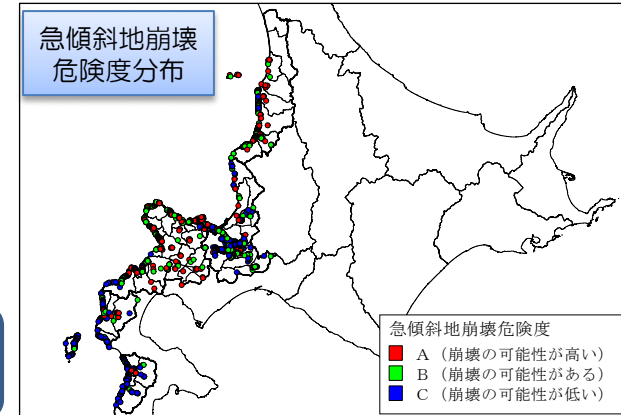 急傾斜地崩壊
危険度分布
急傾斜地崩壊危険度
A（崩壊の可能性が高い）
B（崩壊の可能性がある）
C（崩壊の可能性が低い）